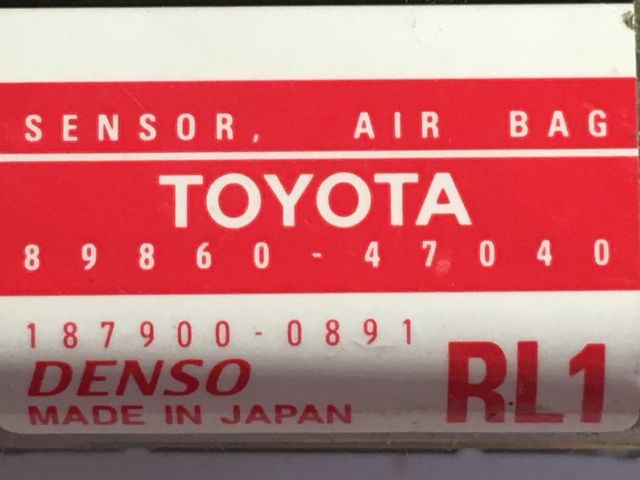 SENSOR, AIR BAG
TOYOTA
89860-47040
187900-0891
DENSO
MADE IN JAPAN
RL1